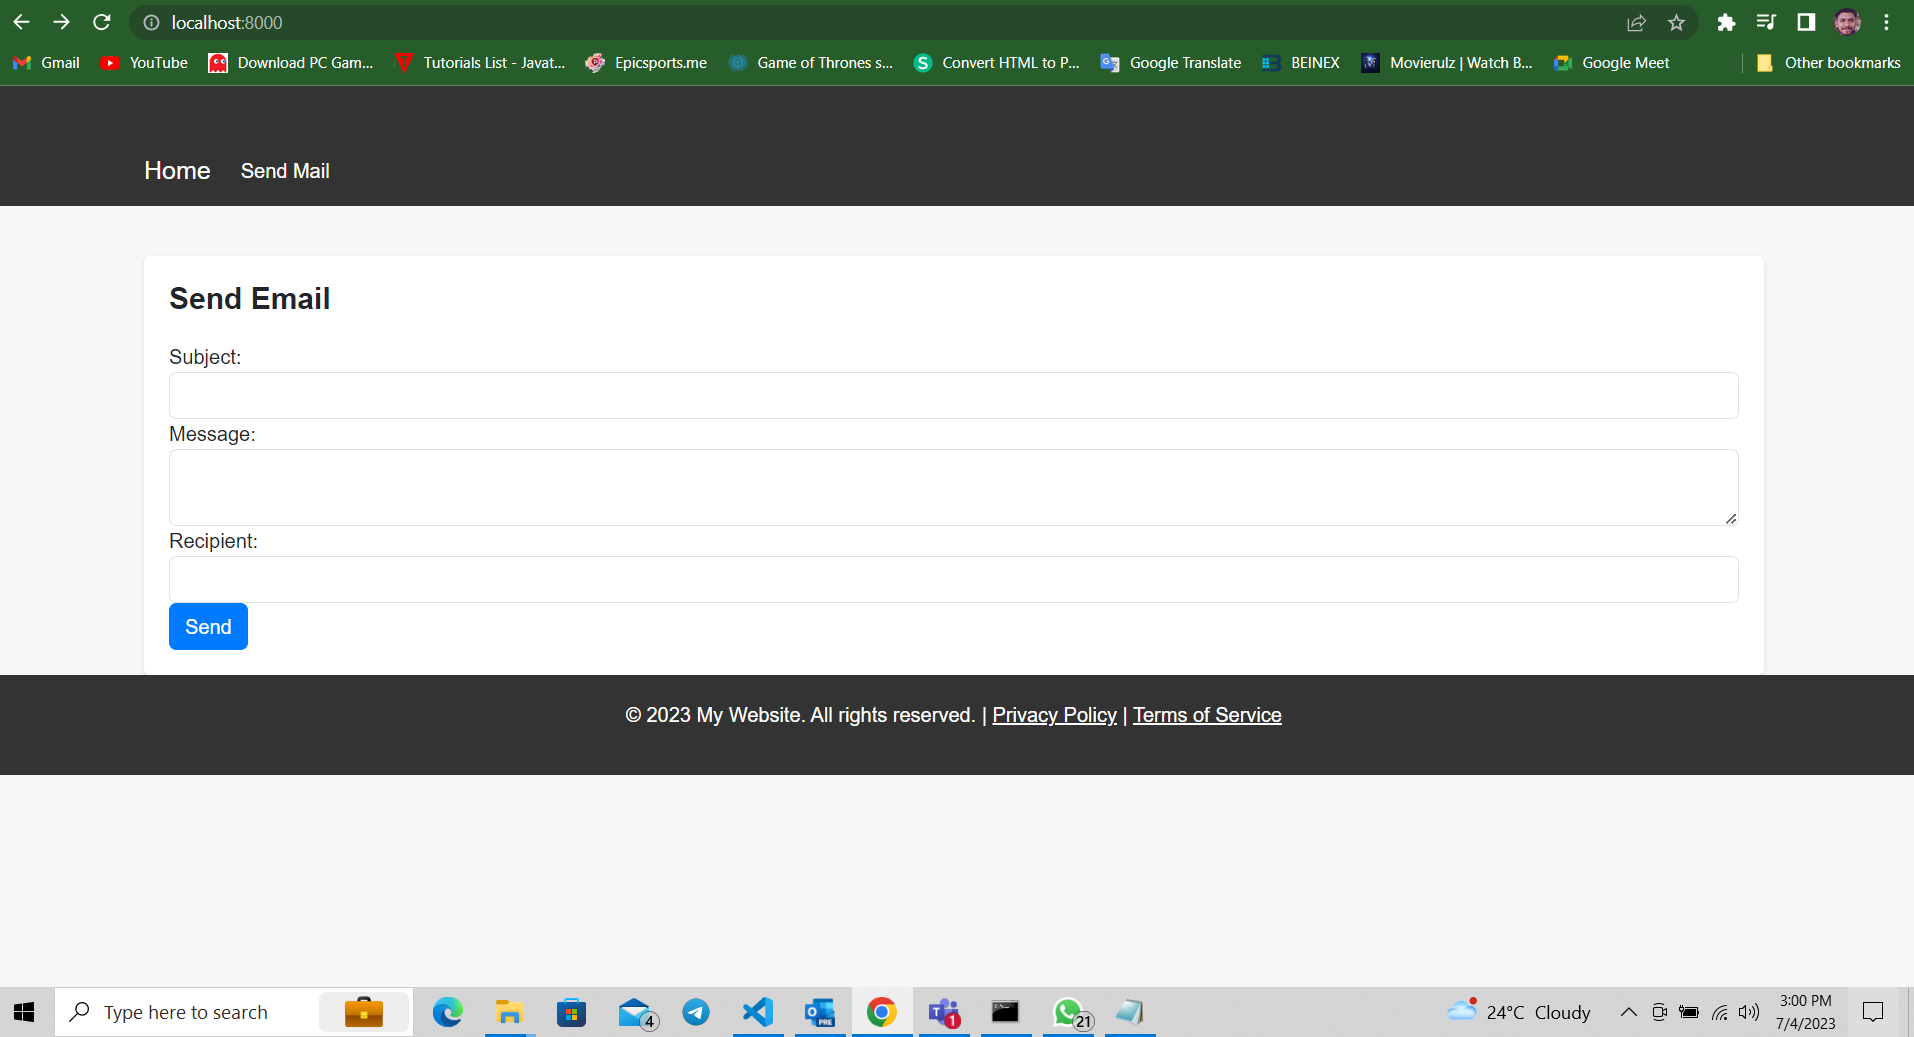 localhost:8000
Gmail YouTube Download PC Gam... Tutorials List - Javat... Epicsports.me Game of Thrones s... Convert HTML to P... Google Translate BEINEX Movierulz | Watch B... Google Meet Other bookmarks
Home Send Mail
Send Email
Subject:
Message:
Recipient:
Send
© 2023 My Website. All rights reserved. | Privacy Policy | Terms of Service
Type here to search 4 PRE 1 21 24°C Cloudy 3:00 PM
7/4/2023